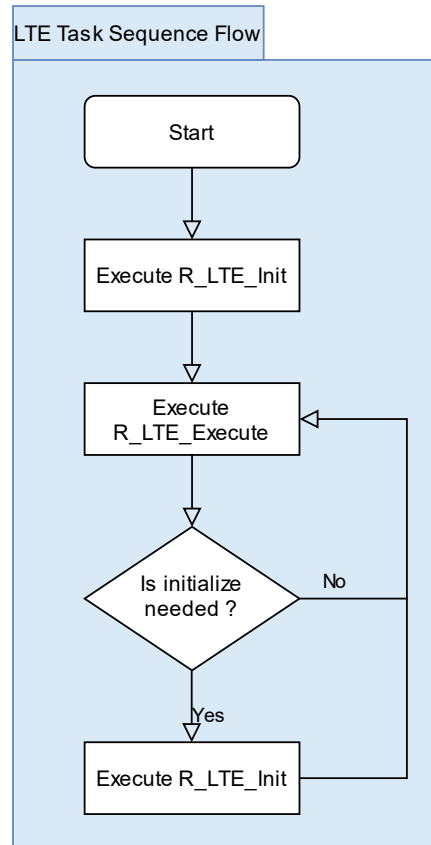 LTE Task Sequence Flow
Start
Execute R_LTE_Init
Execute
R_LTE_Execute
Is initialize
needed ?
No
Yes
Execute R_LTE_Init